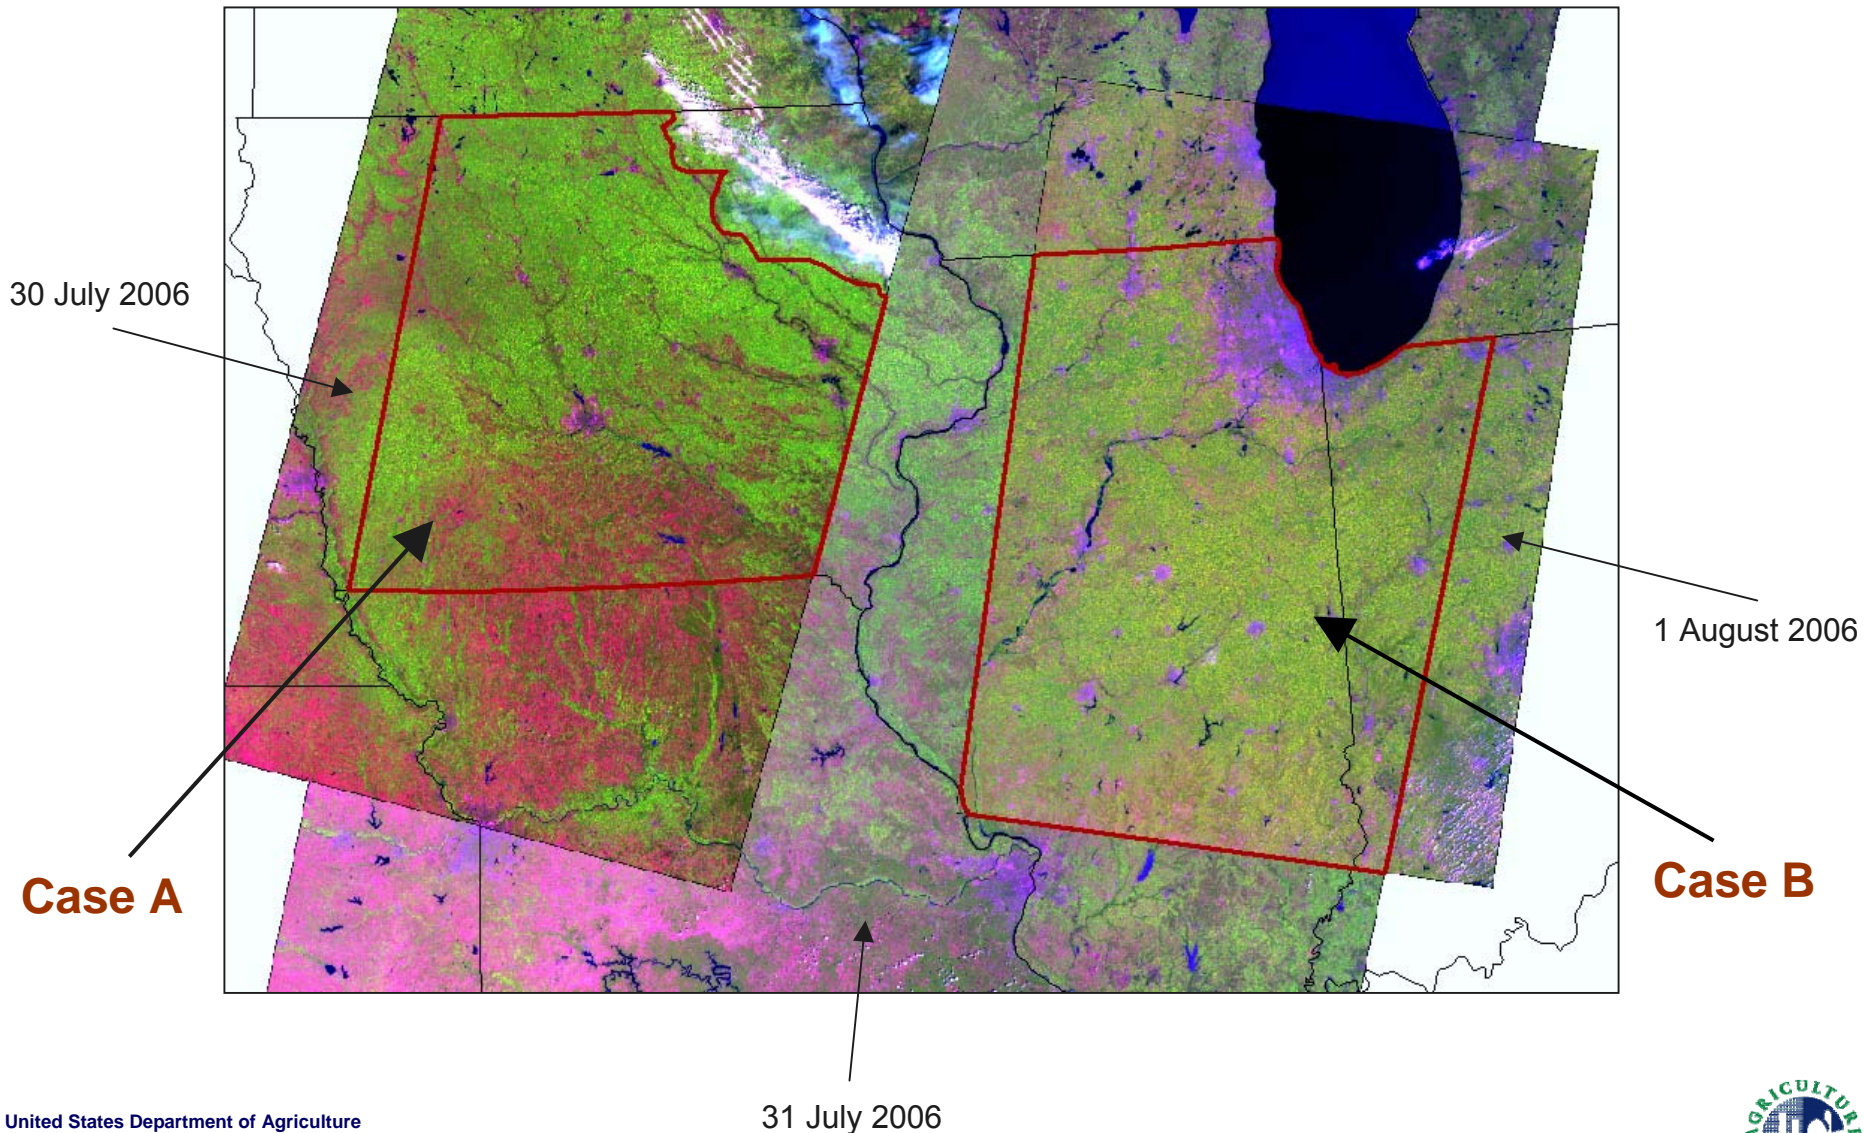 30 July 2006
1 August 2006
Case A
Case B
31 July 2006
United States Department of Agriculture